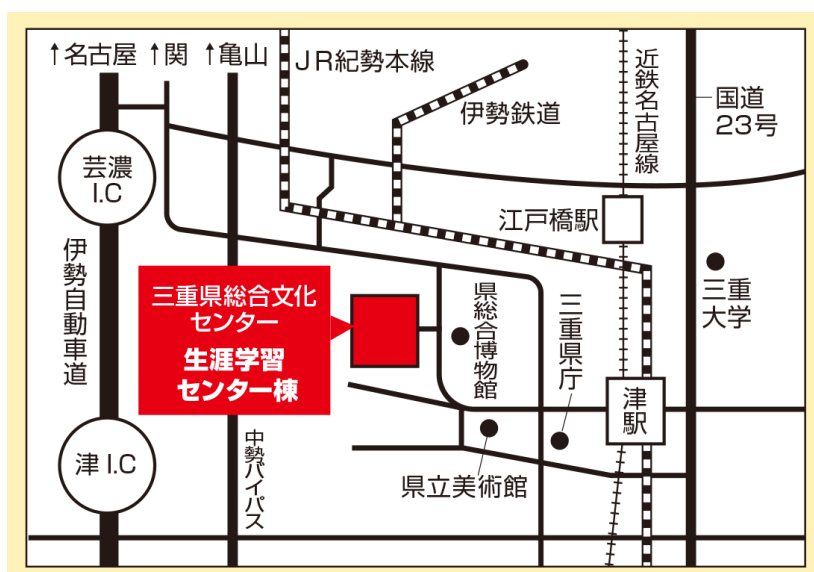 ↑名古屋
↑関
↑亀山
JR紀勢本線
伊勢鉄道
近鉄名古屋線
国道
23号
芸濃
I.C
江戸橋駅
伊勢自動車道
三重県総合文化
センター
生涯学習
センター棟
県総合博物館
三重県庁
三重
大学
津駅
津I.C
中勢バイパス
県立美術館